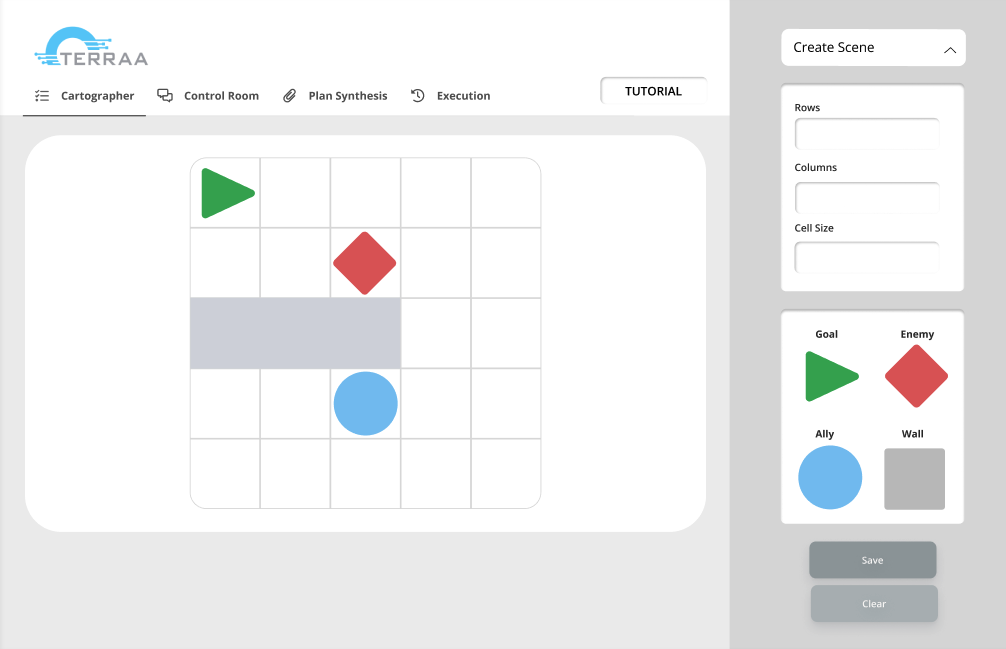 TERRAA
Cartographer
Control Room
Plan Synthesis
Execution
TUTORIAL
Create Scene
Rows
Columns
Cell Size
Goal
Enemy
Ally
Wall
Save
Clear